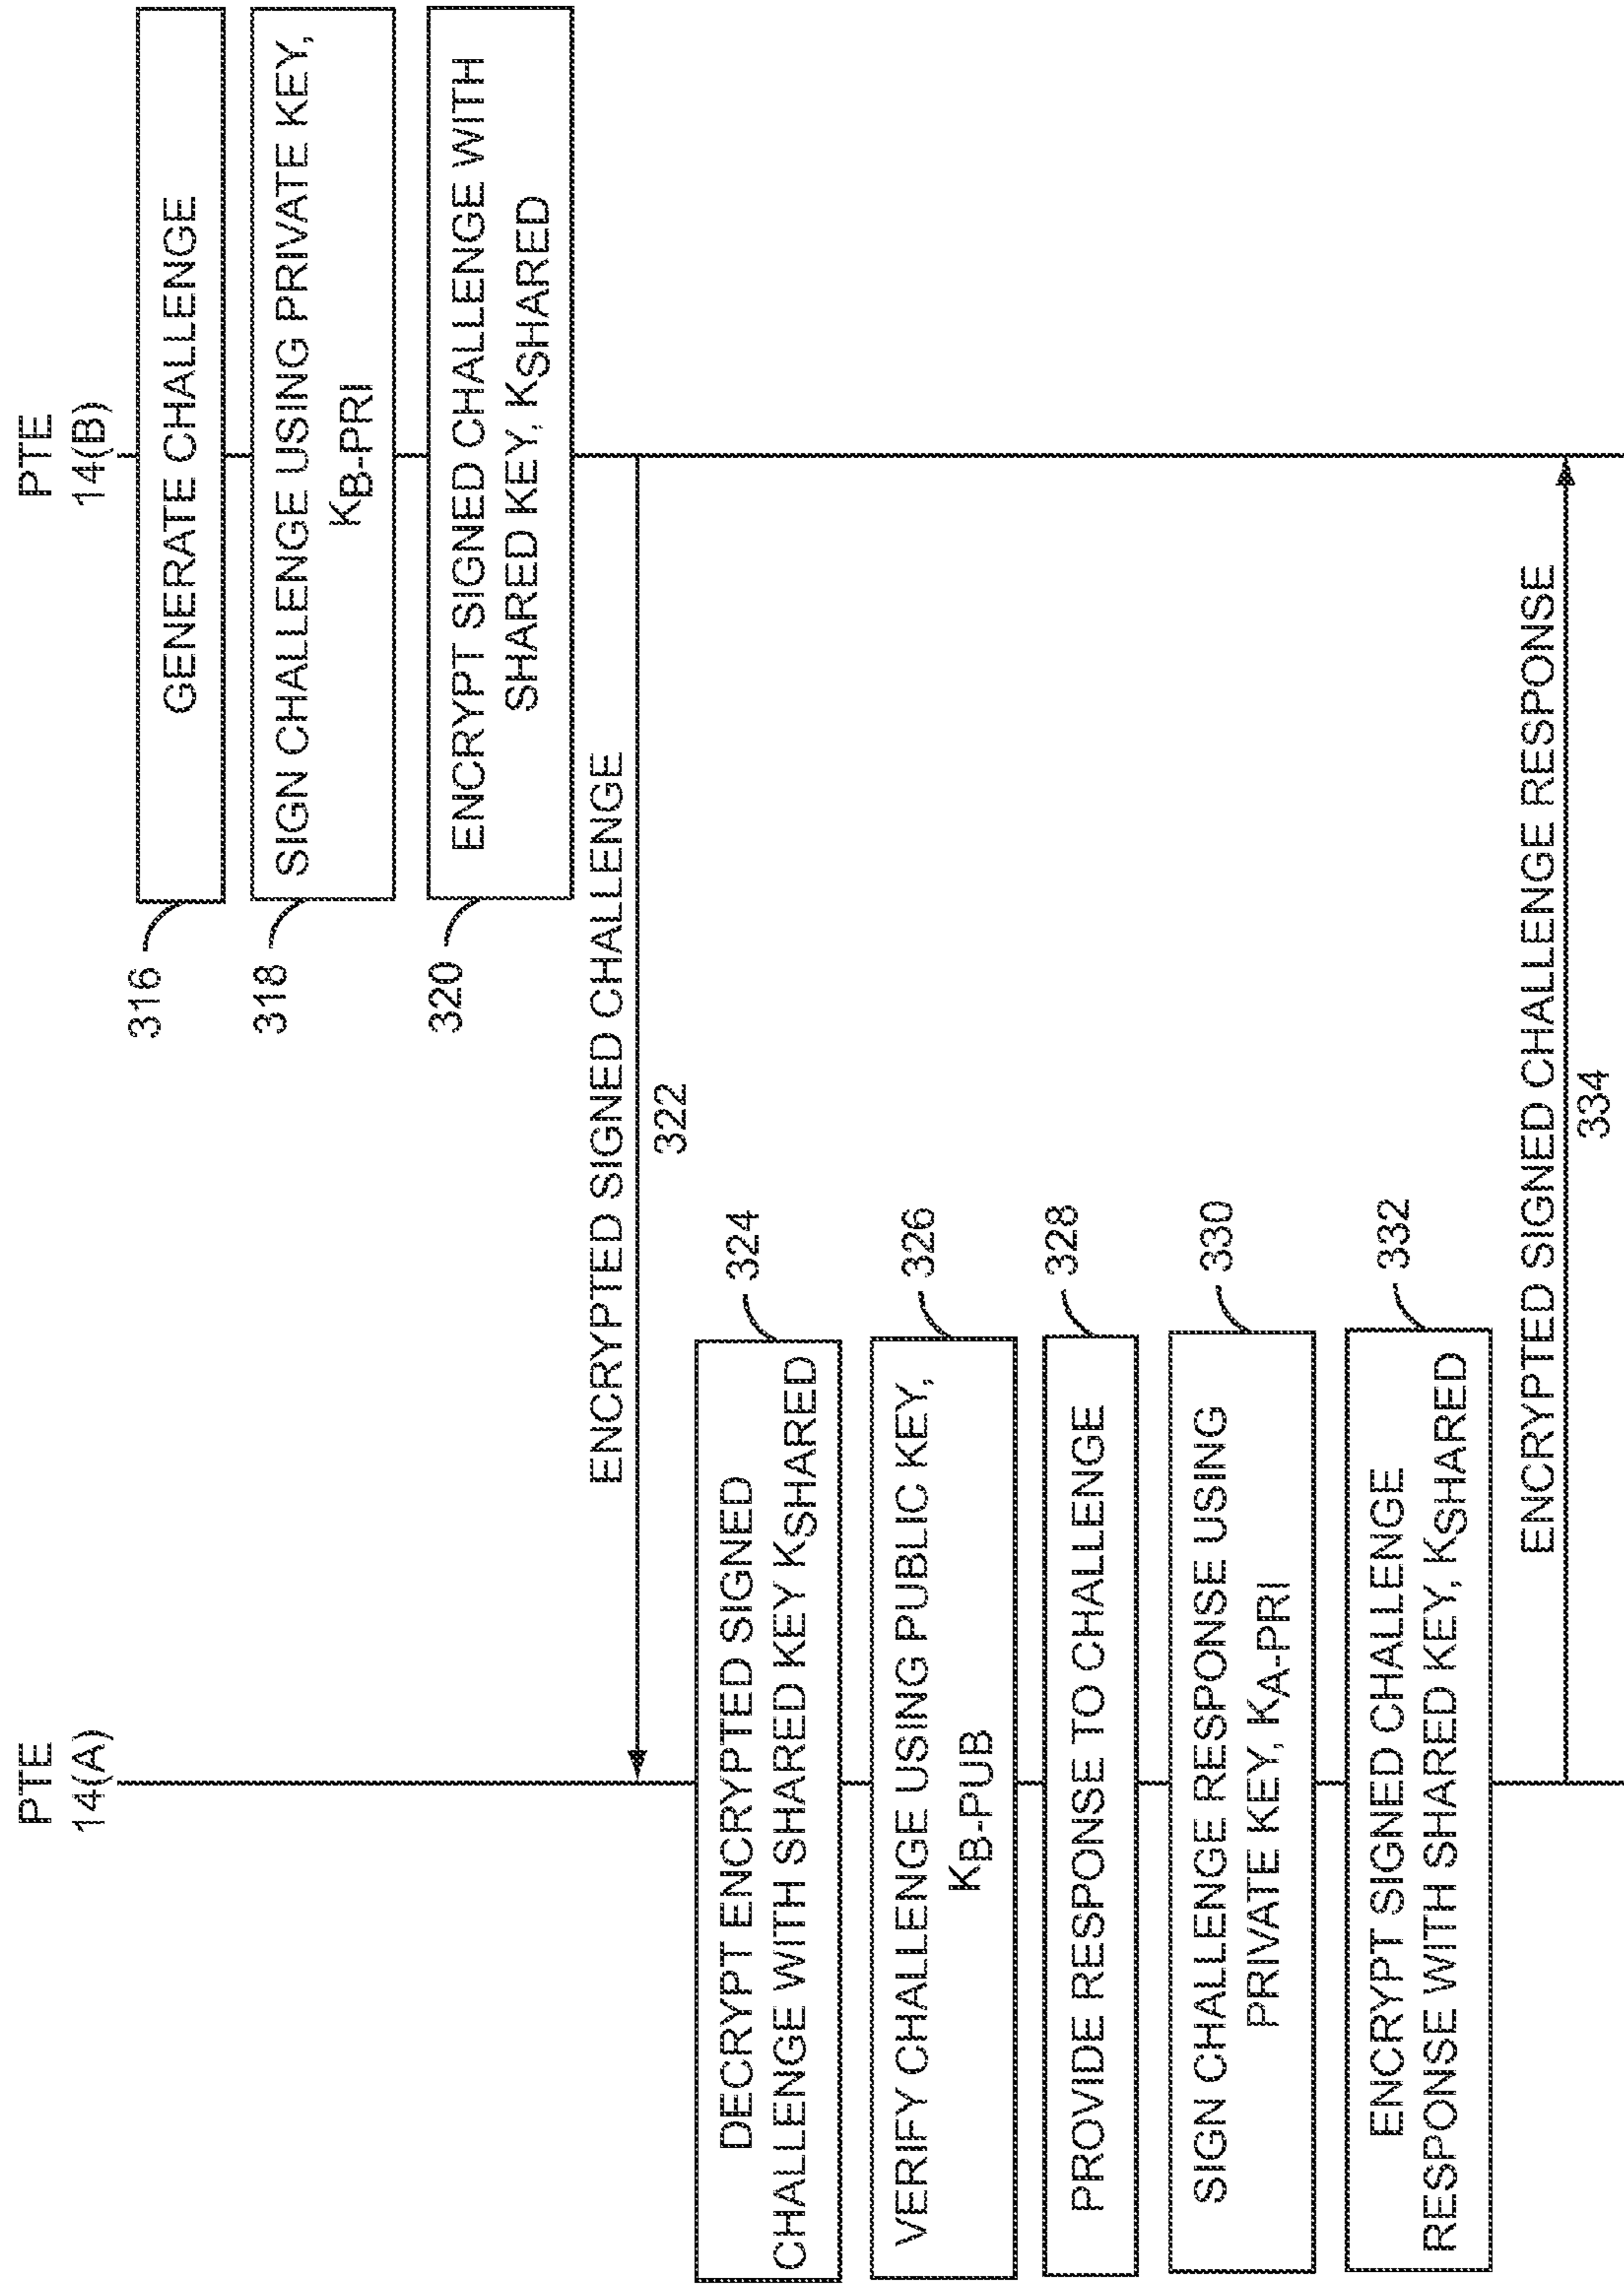 PTE
14(A)
PTE
14(B)
316
GENERATE CHALLENGE
318
SIGN CHALLENGE USING PRIVATE KEY,
KB-PRI
320
ENCRYPT SIGNED CHALLENGE WITH
SHARED KEY, KSHARED
ENCRYPTED SIGNED CHALLENGE
322
DECRYPT ENCRYPTED SIGNED
CHALLENGE WITH SHARED KEY KSHARED
324
VERIFY CHALLENGE USING PUBLIC KEY,
KB-PUB
326
PROVIDE RESPONSE TO CHALLENGE
328
SIGN CHALLENGE RESPONSE USING
PRIVATE KEY, KA-PRI
330
ENCRYPT SIGNED CHALLENGE
RESPONSE WITH SHARED KEY, KSHARED
332
ENCRYPTED SIGNED CHALLENGE RESPONSE
334